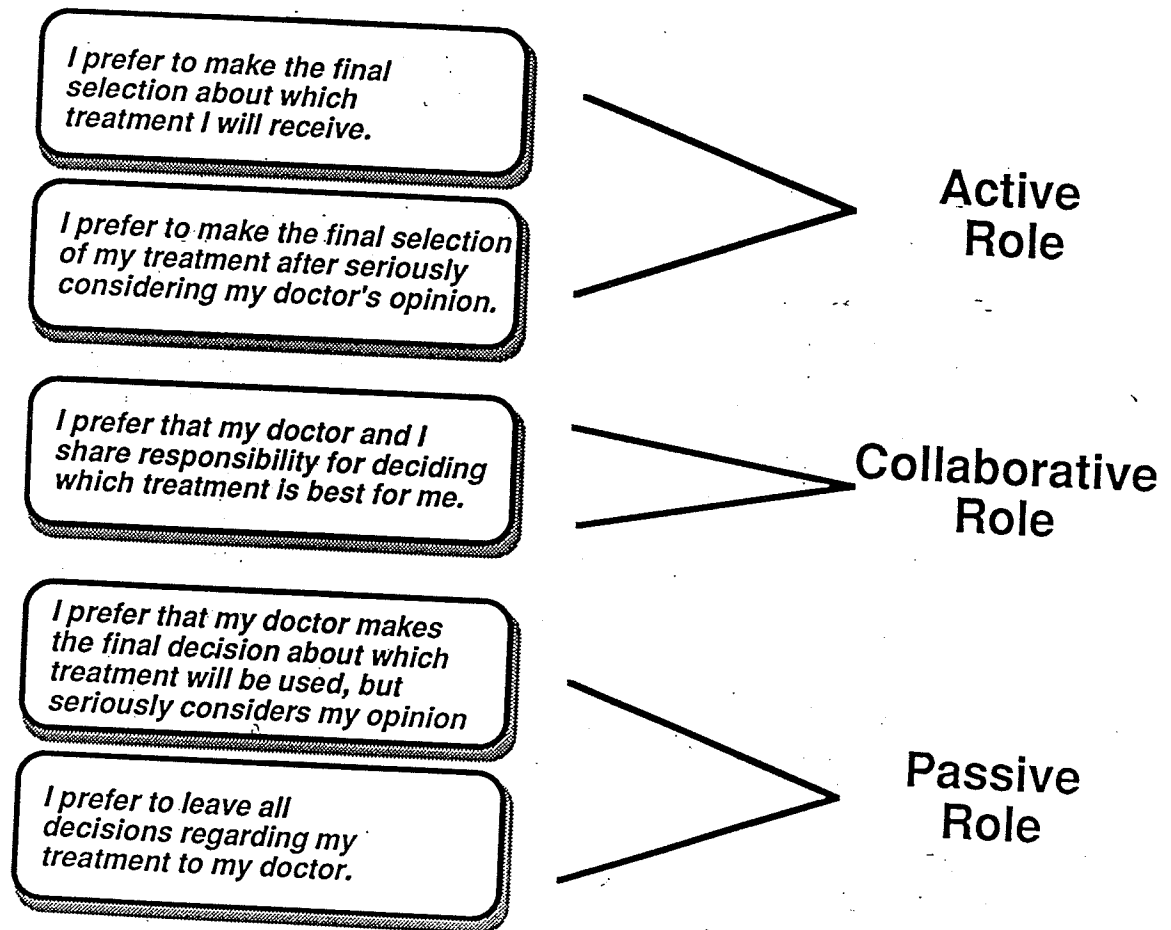 I prefer to make the final
selection about which
treatment I will receive.
I prefer to make the final selection
of my treatment after seriously
considering my doctor's opinion.
Active
Role
I prefer that my doctor and I
share responsibility for deciding
which treatment is best for me.
Collaborative
Role
I prefer that my doctor makes
the final decision about which
treatment will be used, but
seriously considers my opinion
I prefer to leave all
decisions regarding my
treatment to my doctor.
Passive
Role